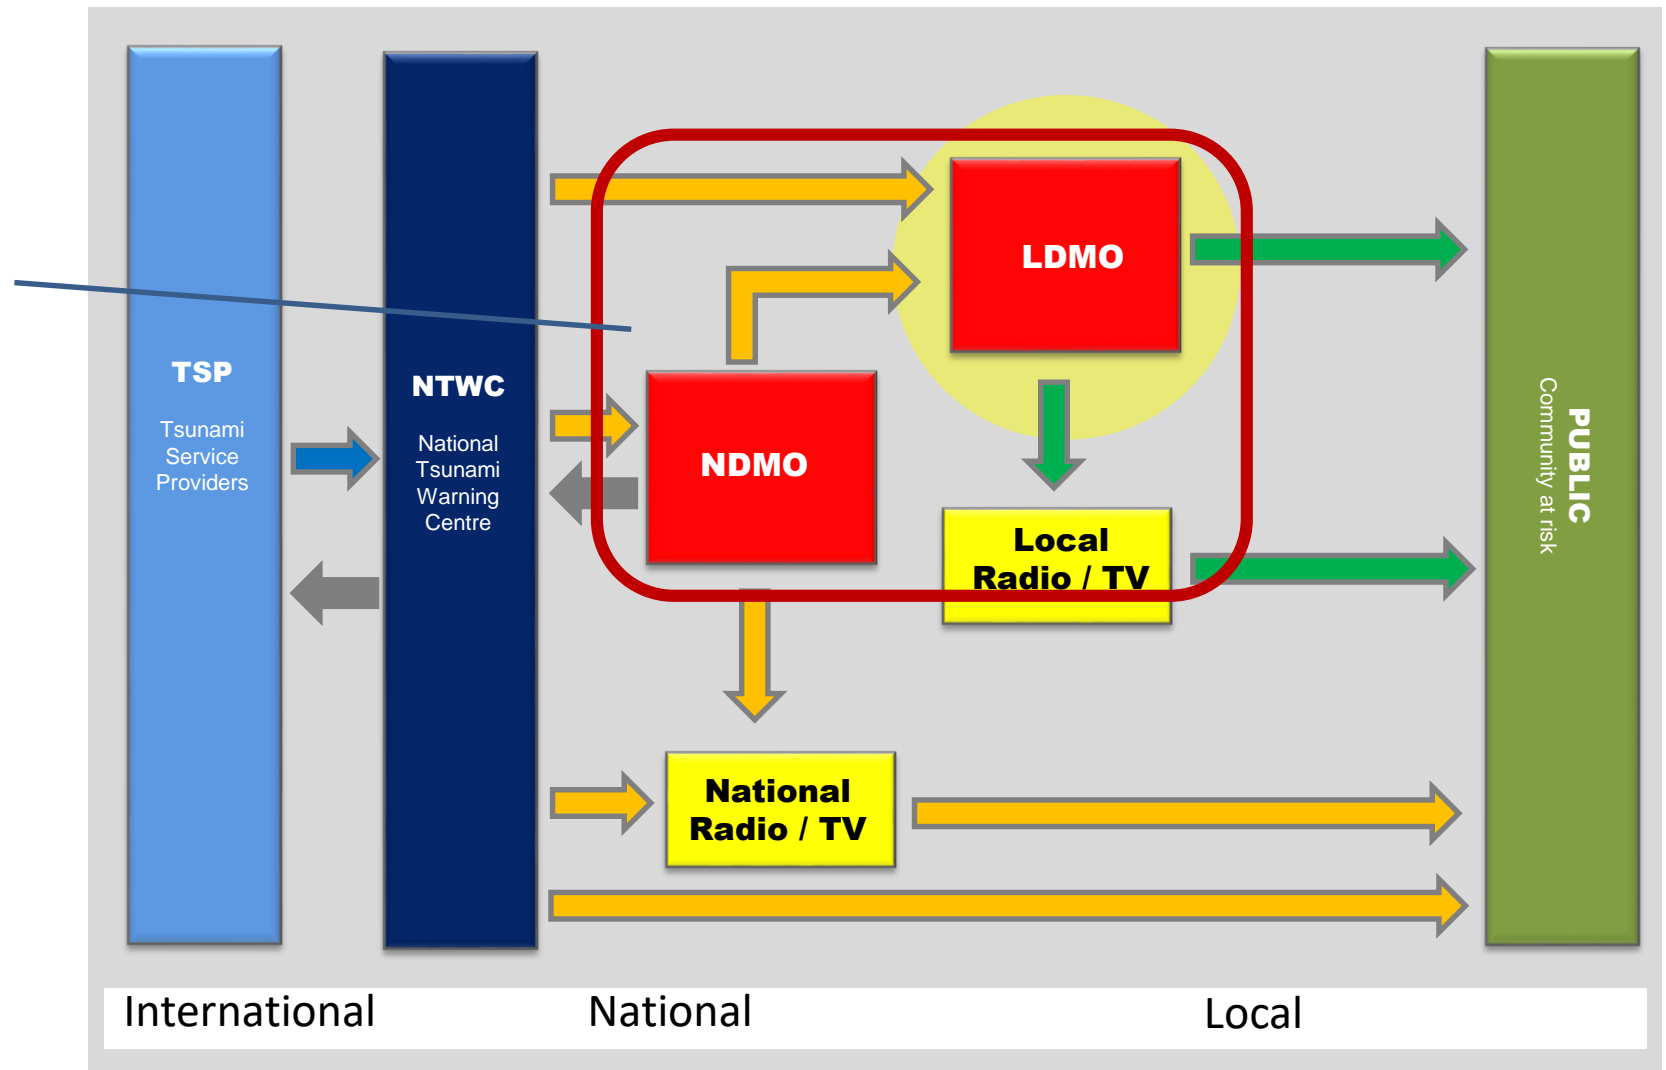 TSP
Tsunami
Service
Providers
NTWC
National
Tsunami
Warning
Centre
LDMO
NDMO
Local
Radio / TV
National
Radio / TV
PUBLIC
Community at risk
International
National
Local